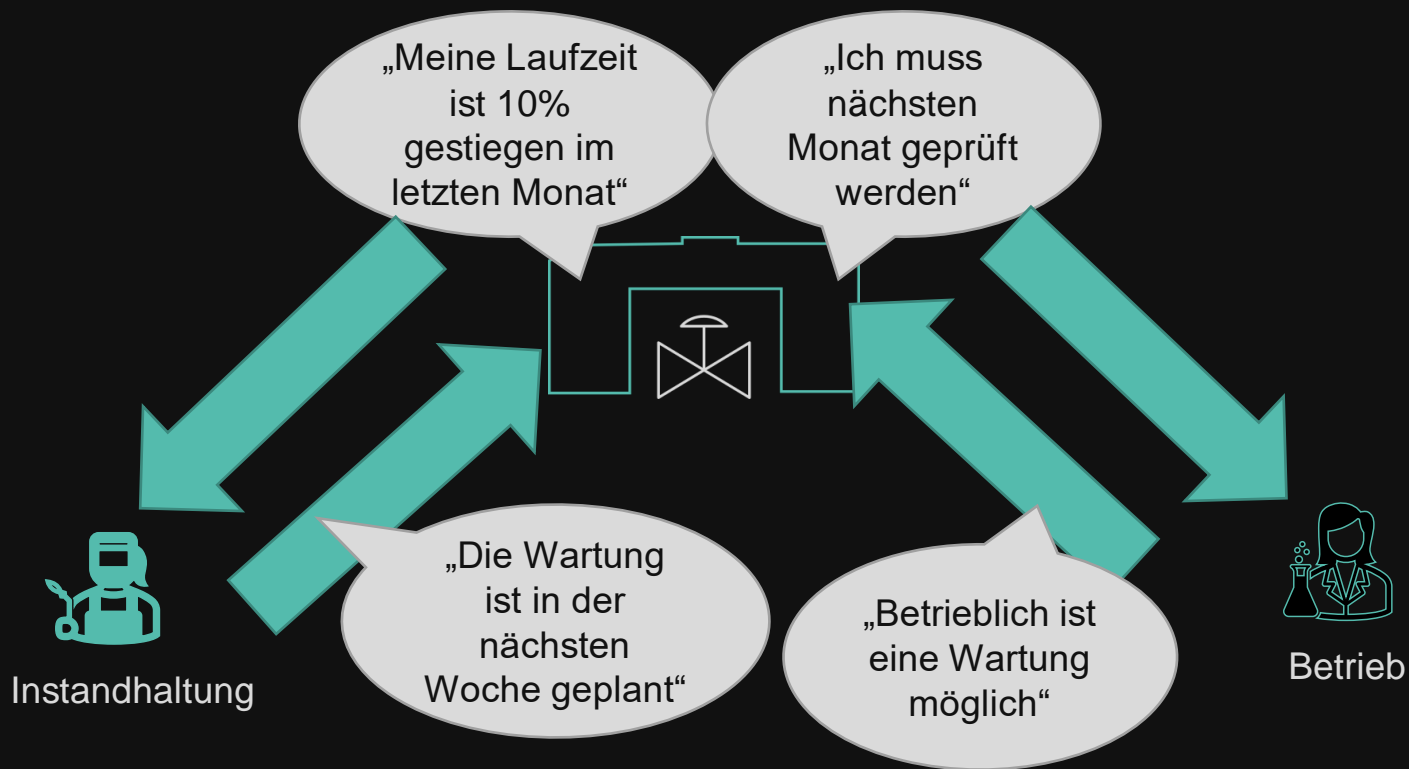 „Meine Laufzeit
ist 10%
gestiegen im
letzten Monat“
„Ich muss
nächsten
Monat geprüft
werden“
„Die Wartung
ist in der
nächsten
Woche geplant“
„Betrieblich ist
eine Wartung
möglich“
Instandhaltung
Betrieb